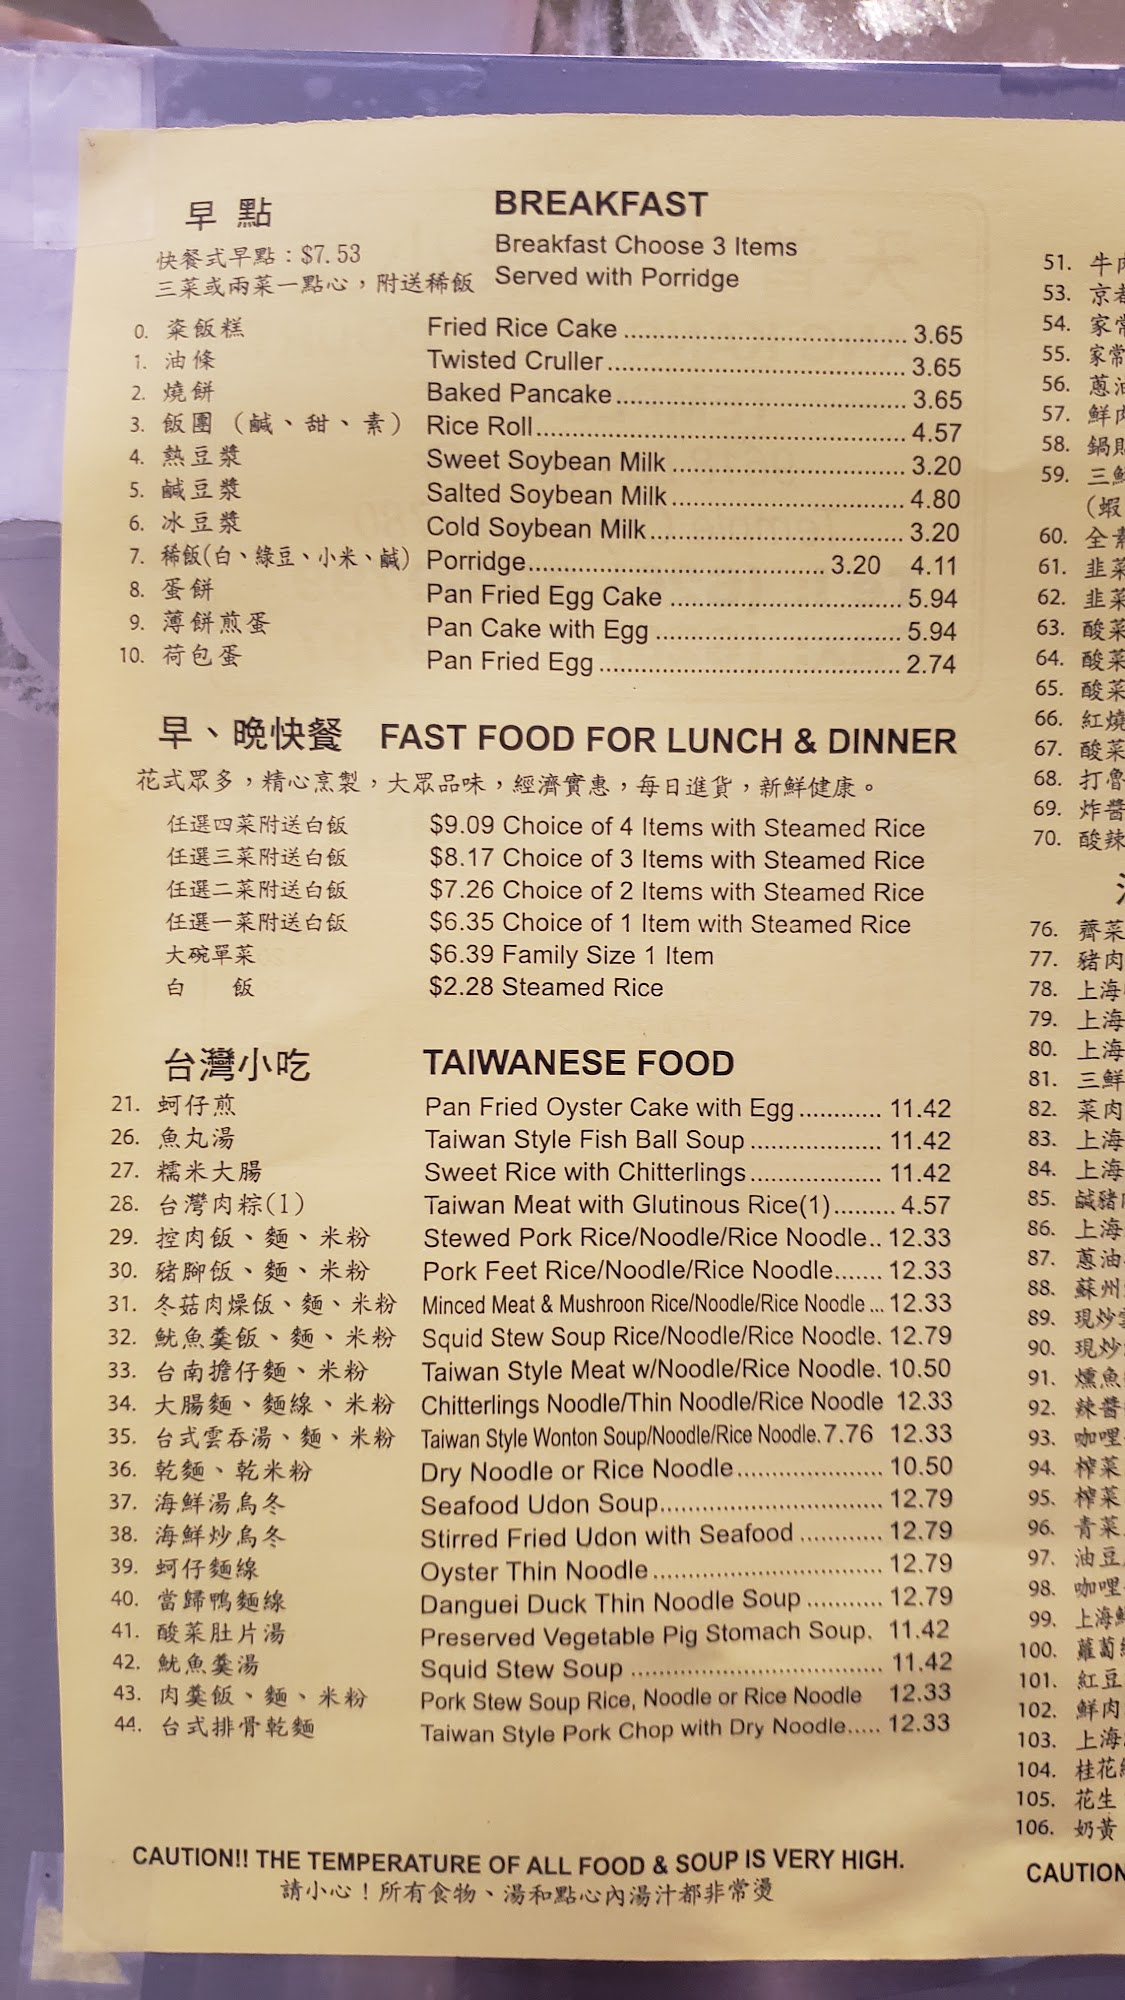 早 點 BREAKFAST
快餐式早點：$7.53 Breakfast Choose 3 Items
三菜或兩菜一點心，附送稀飯 Served with Porridge
0. 粢飯糕 Fried Rice Cake 3.65
1. 油條 Twisted Cruller 3.65
2. 燒餅 Baked Pancake 3.65
3. 飯團（鹹、甜、素） Rice Roll 4.57
4. 熱豆漿 Sweet Soybean Milk 3.20
5. 鹹豆漿 Salted Soybean Milk 4.80
6. 冰豆漿 Cold Soybean Milk 3.20
7. 稀飯(白、綠豆、小米、鹹) Porridge 3.20 4.11
8. 蛋餅 Pan Fried Egg Cake 5.94
9. 薄餅煎蛋 Pan Cake with Egg 5.94
10. 荷包蛋 Pan Fried Egg 2.74
早、晚快餐 FAST FOOD FOR LUNCH & DINNER
花式眾多，精心烹製，大眾品味，經濟實惠，每日進貨，新鮮健康。
任選四菜附送白飯 $9.09 Choice of 4 Items with Steamed Rice
任選三菜附送白飯 $8.17 Choice of 3 Items with Steamed Rice
任選二菜附送白飯 $7.26 Choice of 2 Items with Steamed Rice
任選一菜附送白飯 $6.35 Choice of 1 Item with Steamed Rice
大碗單菜 $6.39 Family Size 1 Item
白 飯 $2.28 Steamed Rice
台灣小吃 TAIWANESE FOOD
21. 蚵仔煎 Pan Fried Oyster Cake with Egg 11.42
26. 魚丸湯 Taiwan Style Fish Ball Soup 11.42
27. 糯米大腸 Sweet Rice with Chitterlings 11.42
28. 台灣肉粽(1) Taiwan Meat with Glutinous Rice(1) 4.57
29. 控肉飯、麵、米粉 Stewed Pork Rice/Noodle/Rice Noodle 12.33
30. 豬腳飯、麵、米粉 Pork Feet Rice/Noodle/Rice Noodle 12.33
31. 冬菇肉燥飯、麵、米粉 Minced Meat & Mushroon Rice/Noodle/Rice Noodle 12.33
32. 魷魚羹飯、麵、米粉 Squid Stew Soup Rice/Noodle/Rice Noodle. 12.79
33. 台南擔仔麵、米粉 Taiwan Style Meat w/Noodle/Rice Noodle. 10.50
34. 大腸麵、麵線、米粉 Chitterlings Noodle/Thin Noodle/Rice Noodle 12.33
35. 台式雲吞湯、麵、米粉 Taiwan Style Wonton Soup/Noodle/Rice Noodle. 7.76 12.33
36. 乾麵、乾米粉 Dry Noodle or Rice Noodle 10.50
37. 海鮮湯烏冬 Seafood Udon Soup 12.79
38. 海鮮炒烏冬 Stirred Fried Udon with Seafood 12.79
39. 蚵仔麵線 Oyster Thin Noodle 12.79
40. 當歸鴨麵線 Danguei Duck Thin Noodle Soup 12.79
41. 酸菜肚片湯 Preserved Vegetable Pig Stomach Soup. 11.42
42. 魷魚羹湯 Squid Stew Soup 11.42
43. 肉羹飯、麵、米粉 Pork Stew Soup Rice, Noodle or Rice Noodle 12.33
44. 台式排骨乾麵 Taiwan Style Pork Chop with Dry Noodle 12.33
CAUTION!! THE TEMPERATURE OF ALL FOOD & SOUP IS VERY HIGH.
請小心！所有食物、湯和點心內湯汁都非常燙
51. 牛肉
53. 京都
54. 家常
55. 家常
56. 蔥油
57. 鮮肉
58. 鍋貼
59. 三鮮
(蝦
60. 全素
61. 韭菜
62. 韭菜
63. 酸菜
64. 酸菜
65. 酸菜
66. 紅燒
67. 酸菜
68. 打魯
69. 炸醬
70. 酸辣
76. 薺菜
77. 豬肉
78. 上海
79. 上海
80. 上海
81. 三鮮
82. 菜肉
83. 上海
84. 上海
85. 鹹豬
86. 上海
87. 蔥油
88. 蘇州
89. 現炒
90. 現炒
91. 燻魚
92. 辣醬
93. 咖哩
94. 榨菜
95. 榨菜
96. 青菜
97. 油豆
98. 咖哩
99. 上海
100. 蘿蔔
101. 紅豆
102. 鮮肉
103. 上海
104. 桂花
105. 花生
106. 奶黃
CAUTION